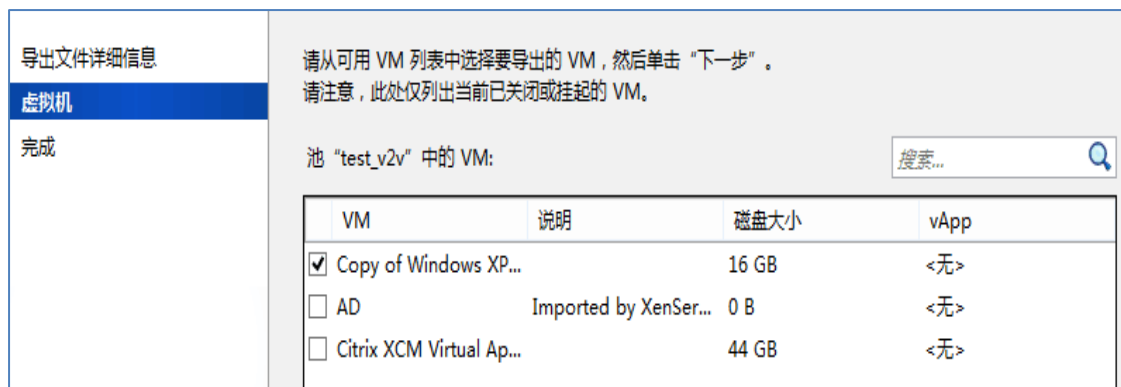 导出文件详细信息
虚拟机
完成
请从可用 VM 列表中选择要导出的 VM，然后单击“下一步”。
请注意，此处仅列出当前已关闭或挂起的 VM。
池“test_v2v”中的 VM:
搜索...
VM 说明 磁盘大小 vApp
Copy of Windows XP... 16 GB <无>
AD Imported by XenSer... 0 B <无>
Citrix XCM Virtual Ap... 44 GB <无>